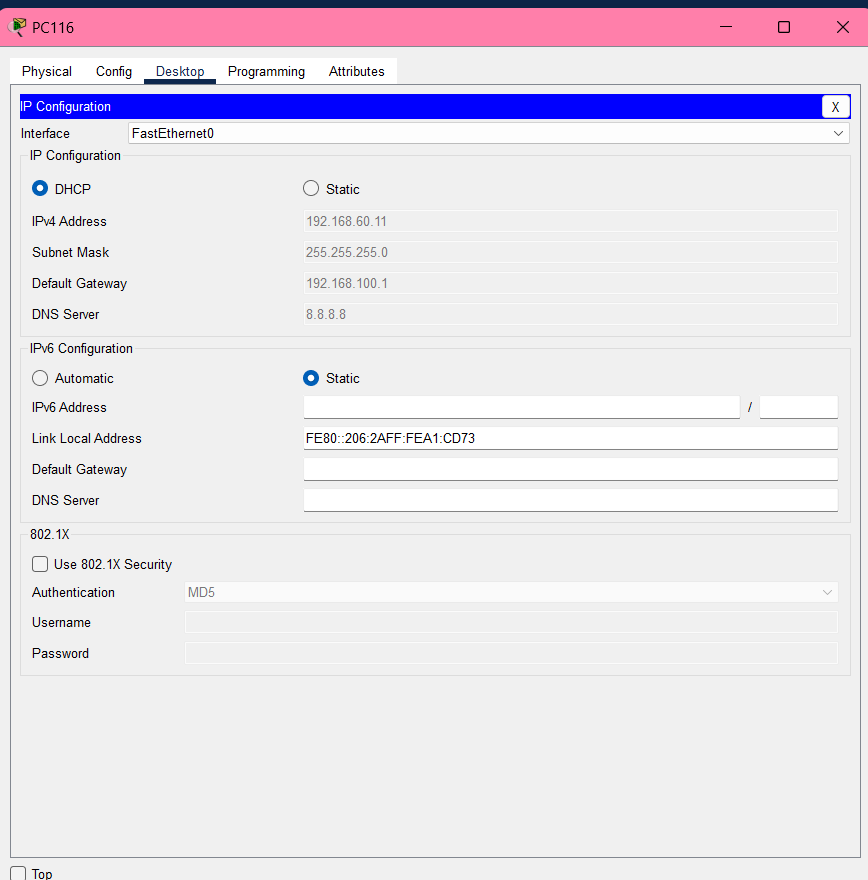 PC116
Physical Config Desktop Programming Attributes
IP Configuration X
Interface FastEthernet0
IP Configuration
DHCP Static
IPv4 Address 192.168.60.11
Subnet Mask 255.255.255.0
Default Gateway 192.168.100.1
DNS Server 8.8.8.8
IPv6 Configuration
Automatic Static
IPv6 Address /
Link Local Address FE80::206:2AFF:FEA1:CD73
Default Gateway
DNS Server
802.1X
Use 802.1X Security
Authentication MD5
Username
Password
Top